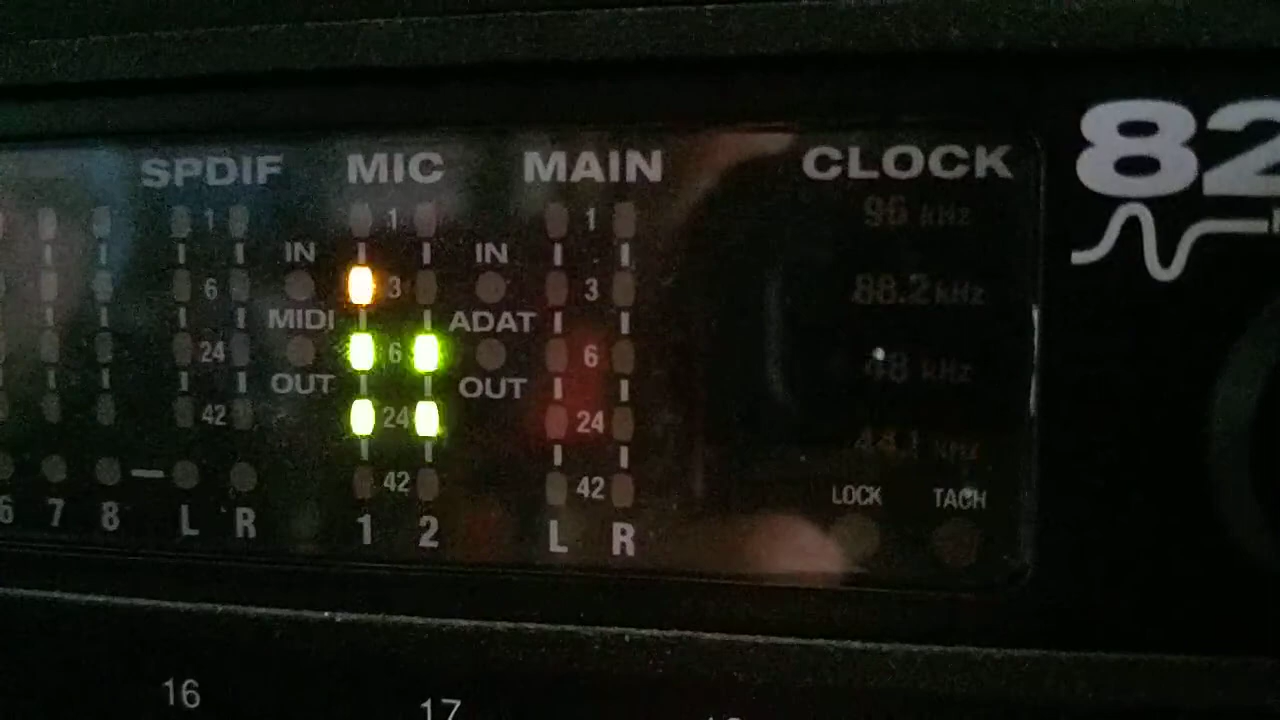 SPDIF MIC MAIN CLOCK 82
1 1 1 96 kHz
IN IN
6 3 3 88.2 kHz
MIDI ADAT
24 6 6 48 kHz
OUT OUT
42 24 24 44.1 kHz
42 42 LOCK TACH
6 7 8 L R 1 2 L R
16 17